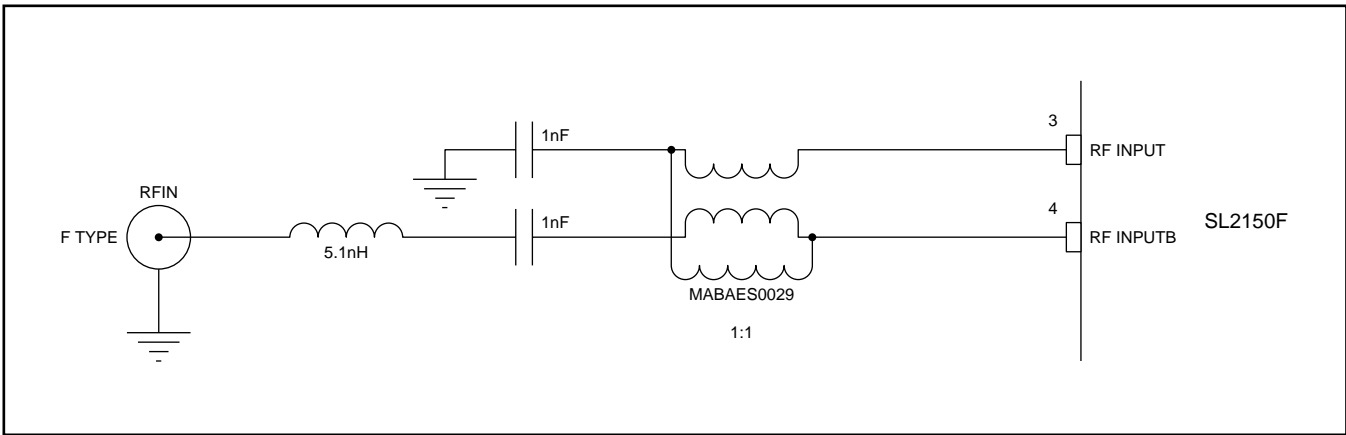 1nF
3
RF INPUT
RFIN
F TYPE
5.1nH
1nF
4
RF INPUTB
SL2150F
MABAES0029
1:1